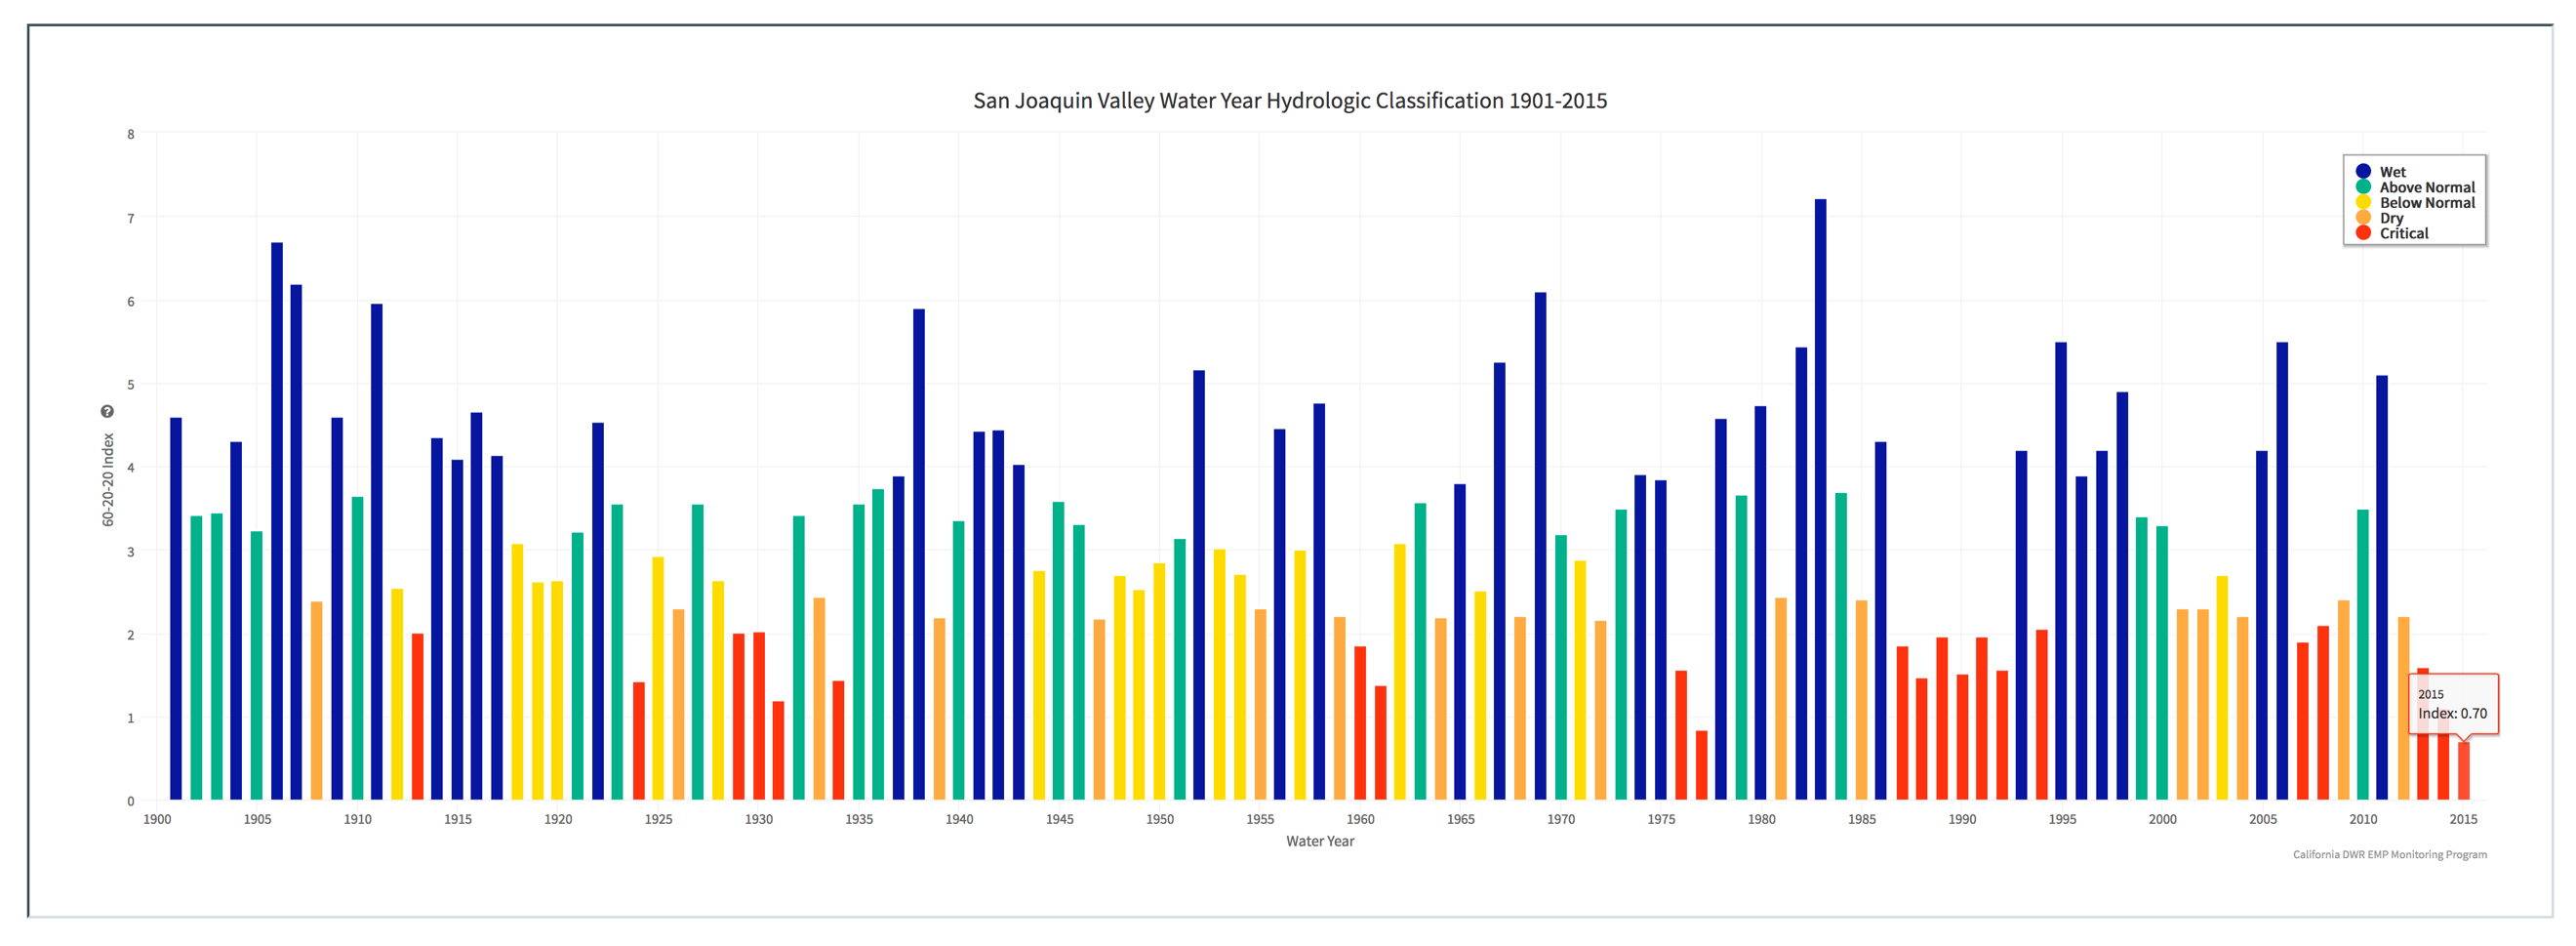 San Joaquin Valley Water Year Hydrologic Classification 1901-2015
8
7
6
5
4
3
2
1
0
60-20-20 Index ?
Wet
Above Normal
Below Normal
Dry
Critical
2015
Index: 0.70
1900 1905 1910 1915 1920 1925 1930 1935 1940 1945 1950 1955 1960 1965 1970 1975 1980 1985 1990 1995 2000 2005 2010 2015
Water Year
California DWR EMP Monitoring Program